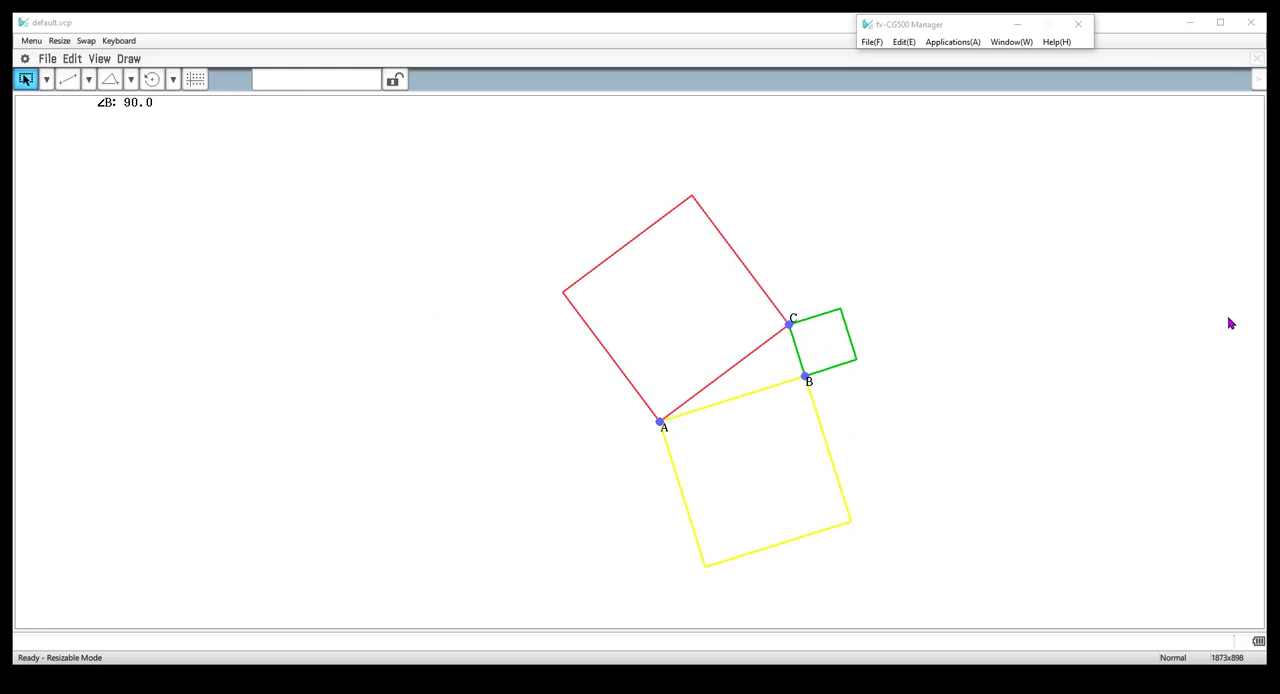 default.vcp
fx-CG500 Manager
Menu Resize Swap Keyboard
File(F) Edit(E) Applications(A) Window(W) Help(H)
File Edit View Draw
∠B: 90.0
C
B
A
Ready - Resizable Mode
Normal
1873x898